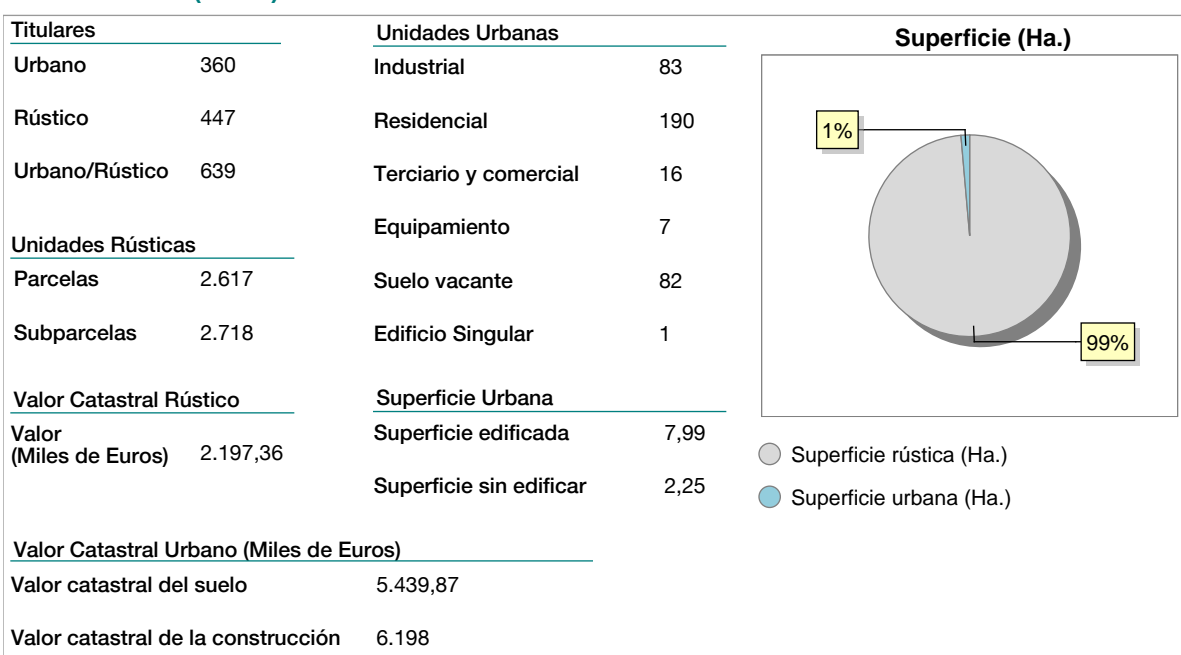 Titulares
Urbano 360
Rústico 447
Urbano/Rústico 639
Unidades Rústicas
Parcelas 2.617
Subparcelas 2.718
Valor Catastral Rústico
Valor
(Miles de Euros) 2.197,36
Unidades Urbanas
Industrial 83
Residencial 190
Terciario y comercial 16
Equipamiento 7
Suelo vacante 82
Edificio Singular 1
Superficie Urbana
Superficie edificada 7,99
Superficie sin edificar 2,25
Valor Catastral Urbano (Miles de Euros)
Valor catastral del suelo 5.439,87
Valor catastral de la construcción 6.198
Superficie (Ha.)
1%
99%
Superficie rústica (Ha.)
Superficie urbana (Ha.)